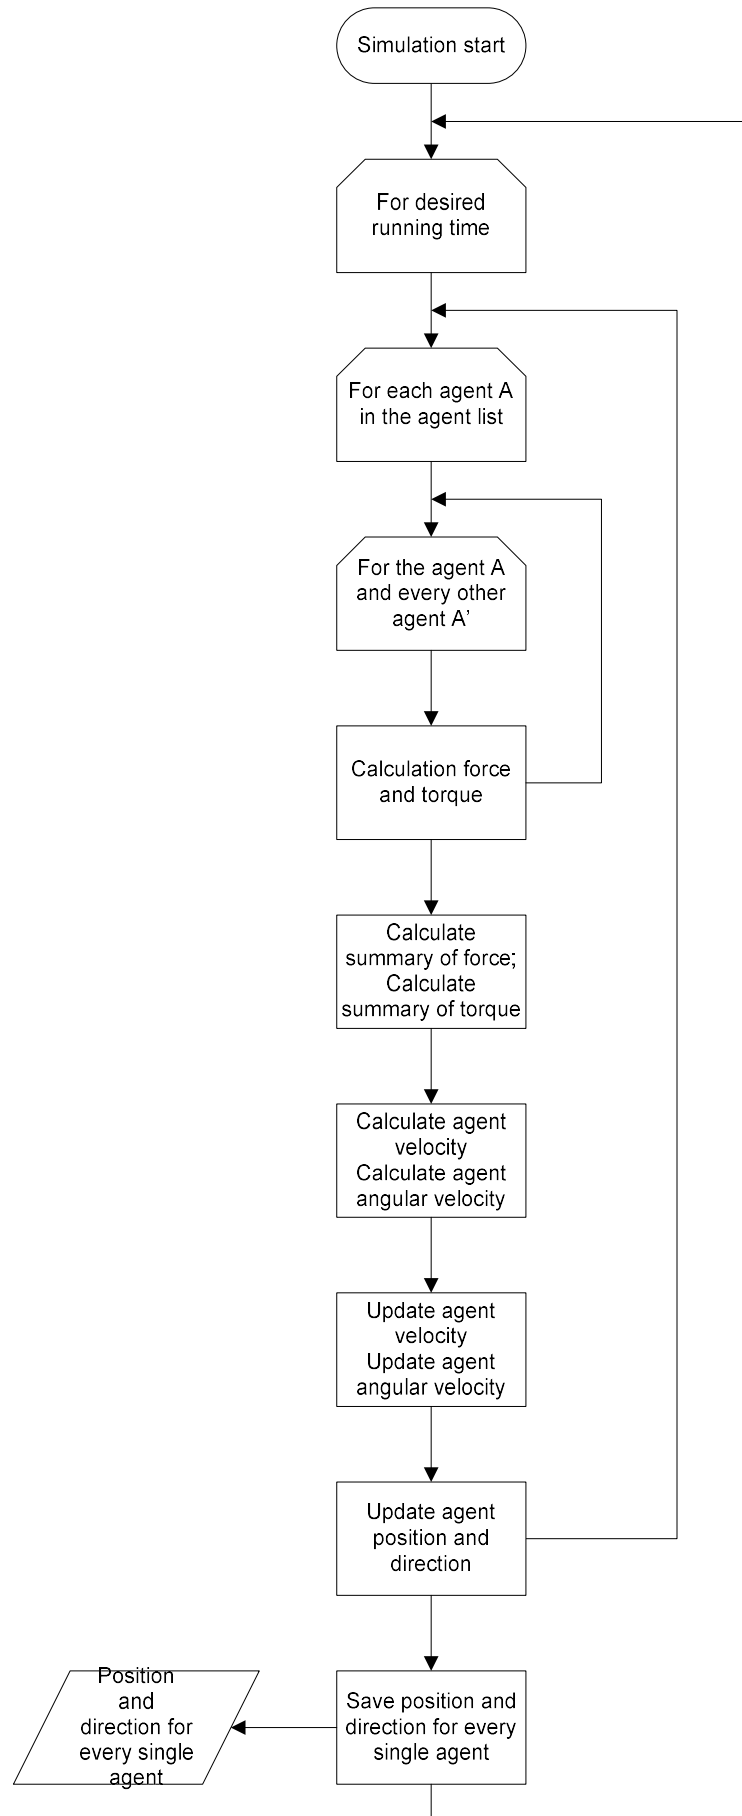 Simulation start
For desired
running time
For each agent A
in the agent list
For the agent A
and every other
agent A’
Calculation force
and torque
Calculate
summary of force;
Calculate
summary of torque
Calculate agent
velocity
Calculate agent
angular velocity
Update agent
velocity
Update agent
angular velocity
Update agent
position and
direction
Position
and
direction for
every single
agent
Save position and
direction for every
single agent